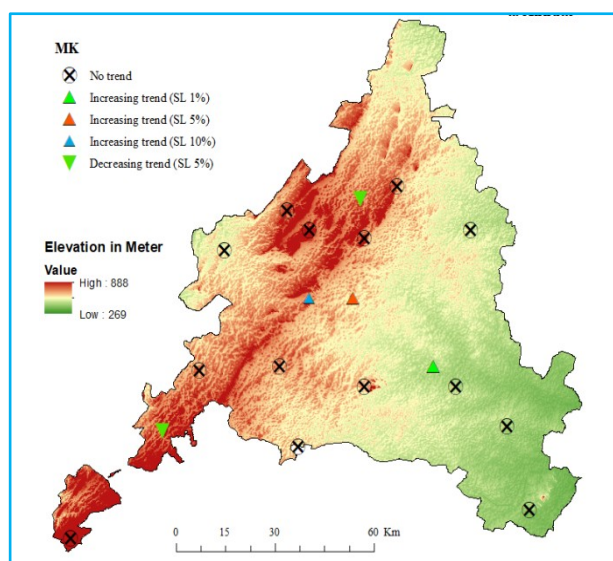 MK
No trend
Increasing trend (SL 1%)
Increasing trend (SL 5%)
Increasing trend (SL 10%)
Decreasing trend (SL 5%)
Elevation in Meter
Value
High : 888
Low : 269
0 15 30 60 Km